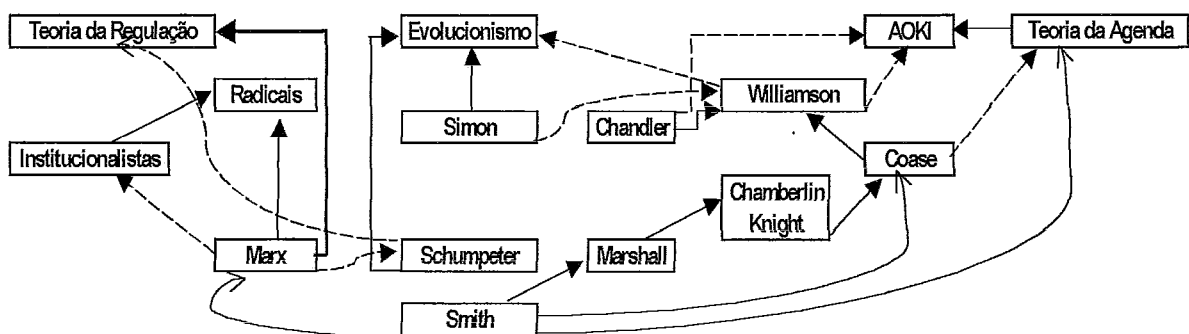 Teoria da Regulação
Evolucionismo
AOKI
Teoria da Agenda
Radicais
Williamson
Simon
Chandler
Institucionalistas
Coase
Chamberlin
Knight
Marx
Schumpeter
Marshall
Smith